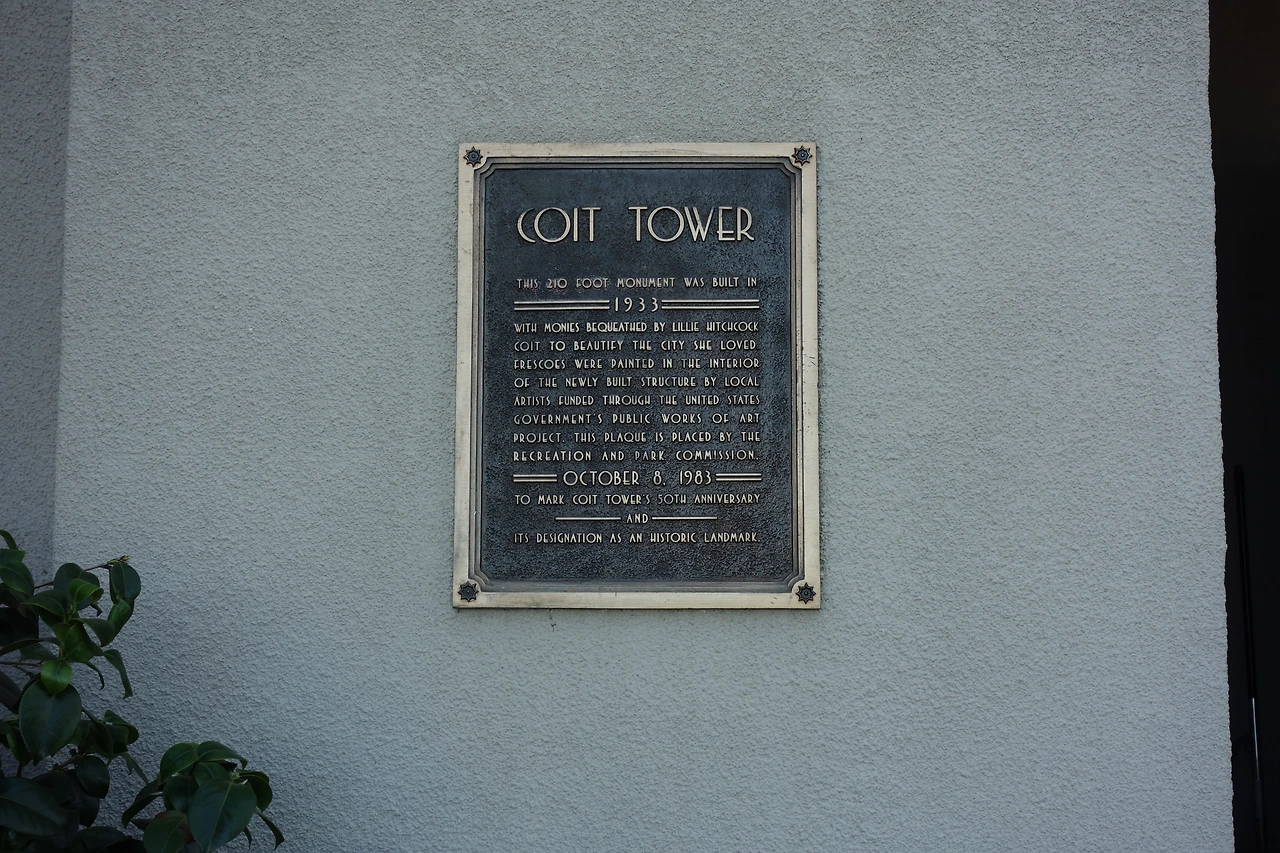 COIT TOWER
THIS 210 FOOT MONUMENT WAS BUILT IN
1933
WITH MONIES BEQUEATHED BY LILLIE HITCHCOCK
COIT TO BEAUTIFY THE CITY SHE LOVED.
FRESCOES WERE PAINTED IN THE INTERIOR
OF THE NEWLY BUILT STRUCTURE BY LOCAL
ARTISTS FUNDED THROUGH THE UNITED STATES
GOVERNMENT'S PUBLIC WORKS OF ART
PROJECT. THIS PLAQUE IS PLACED BY THE
RECREATION AND PARK COMMISSION.
OCTOBER 8, 1983
TO MARK COIT TOWER'S 50TH ANNIVERSARY
AND
ITS DESIGNATION AS AN HISTORIC LANDMARK.